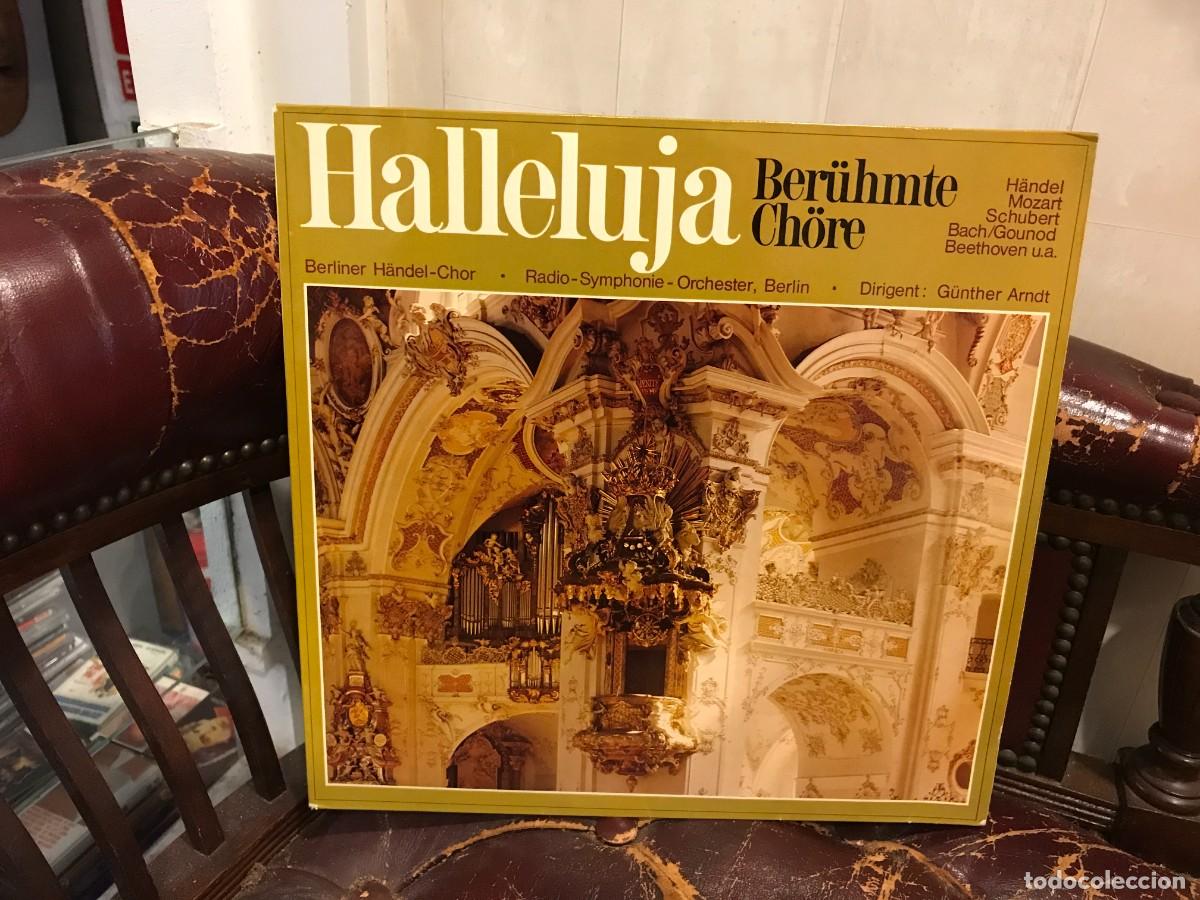 Halleluja
Berühmte
Chöre
Händel
Mozart
Schubert
Bach/Gounod
Beethoven u.a.
Berliner Händel-Chor • Radio-Symphonie-Orchester, Berlin • Dirigent: Günther Arndt
todocoleccion